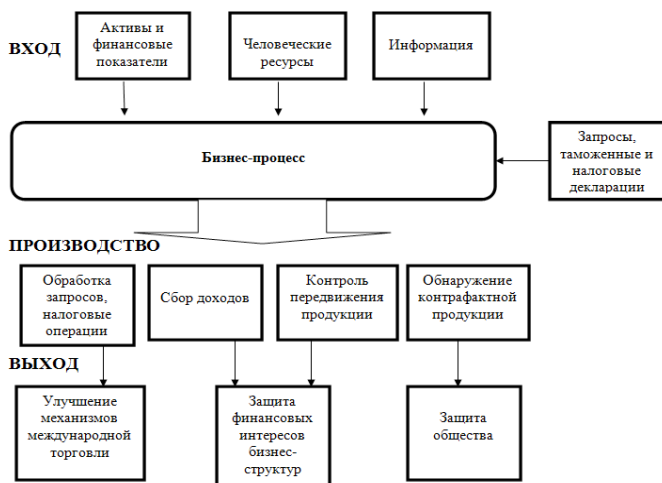 ВХОД
Активы и
финансовые
показатели
Человеческие
ресурсы
Информация
Бизнес-процесс
Запросы,
таможенные и
налоговые
декларации
ПРОИЗВОДСТВО
Обработка
запросов,
налоговые
операции
Сбор доходов
Контроль
передвижения
продукции
Обнаружение
контрафактной
продукции
ВЫХОД
Улучшение
механизмов
международной
торговли
Защита
финансовых
интересов
бизнес-
структур
Защита
общества